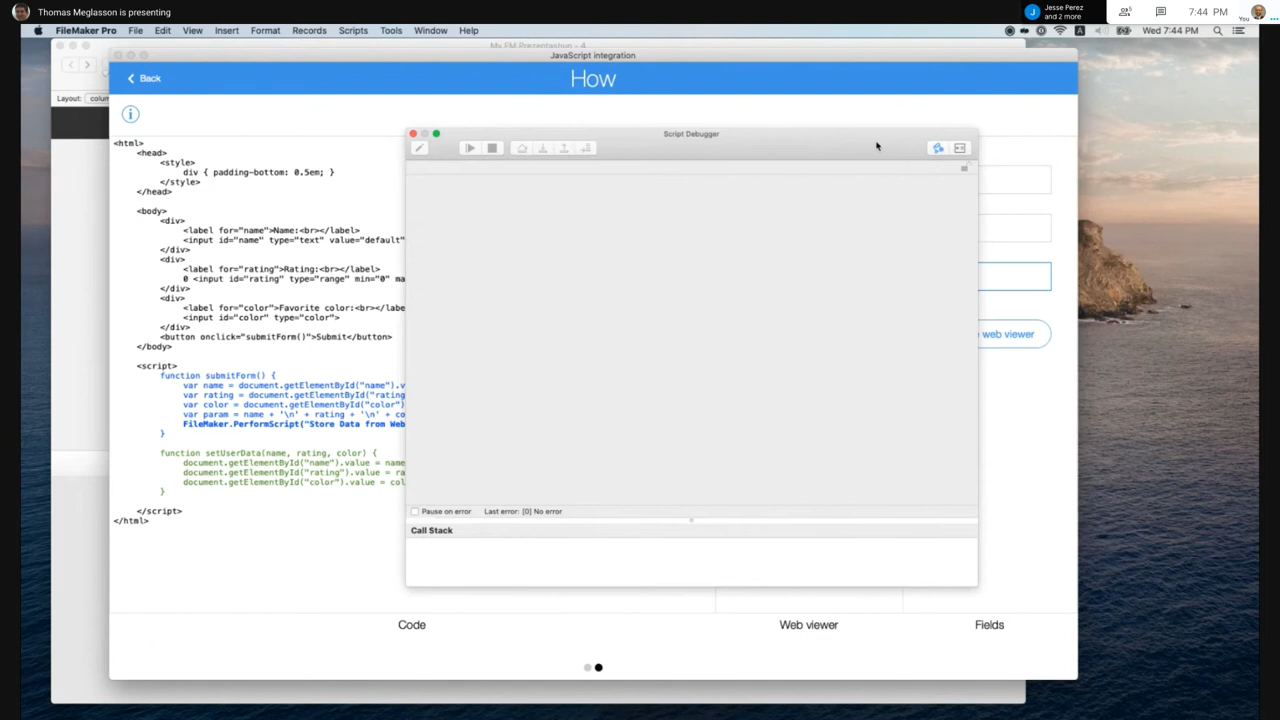 Thomas Meglasson is presenting
Jesse Perez
and 2 more
7:44 PM
You
FileMaker Pro File Edit View Insert Format Records Scripts Tools Window Help
Wed 7:44 PM
My FM Prezentashun - 4
JavaScript integration
Back
How
Layout: colum
Script Debugger
<html>
<head>
<style>
div { padding-bottom: 0.5em; }
</style>
</head>
<body>
<div>
<label for="name">Name:<br></label>
<input id="name" type="text" value="default"
</div>
<div>
<label for="rating">Rating:<br></label>
0 <input id="rating" type="range" min="0" ma
</div>
<div>
<label for="color">Favorite color:<br></labe
<input id="color" type="color">
</div>
<button onclick="submitForm()">Submit</button>
</body>
<script>
function submitForm() {
var name = document.getElementById("name").v
var rating = document.getElementById("rating
var color = document.getElementById("color")
var param = name + '\n' + rating + '\n' + co
FileMaker.PerformScript("Store Data from Web
}
function setUserData(name, rating, color) {
document.getElementById("name").value = name
document.getElementById("rating").value = ra
document.getElementById("color").value = col
}
</script>
</html>
web viewer
Pause on error Last error: [0] No error
Call Stack
Code
Web viewer
Fields